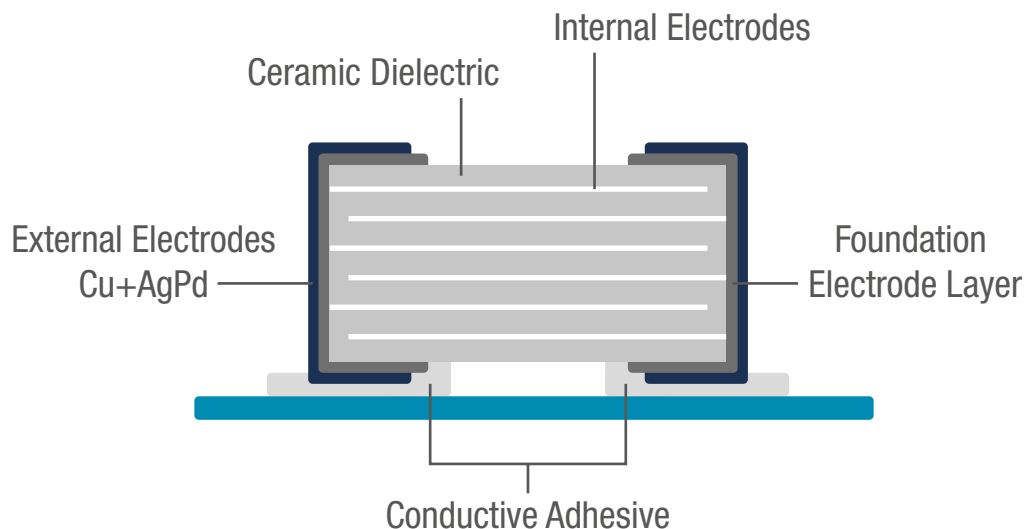 Internal Electrodes
Ceramic Dielectric
External Electrodes
Cu+AgPd
Foundation
Electrode Layer
Conductive Adhesive